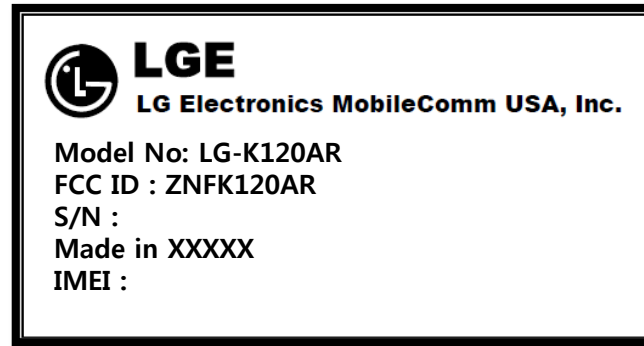 LGE
LG Electronics MobileComm USA, Inc.
Model No: LG-K120AR
FCC ID : ZNFK120AR
S/N :
Made in XXXXX
IMEI :